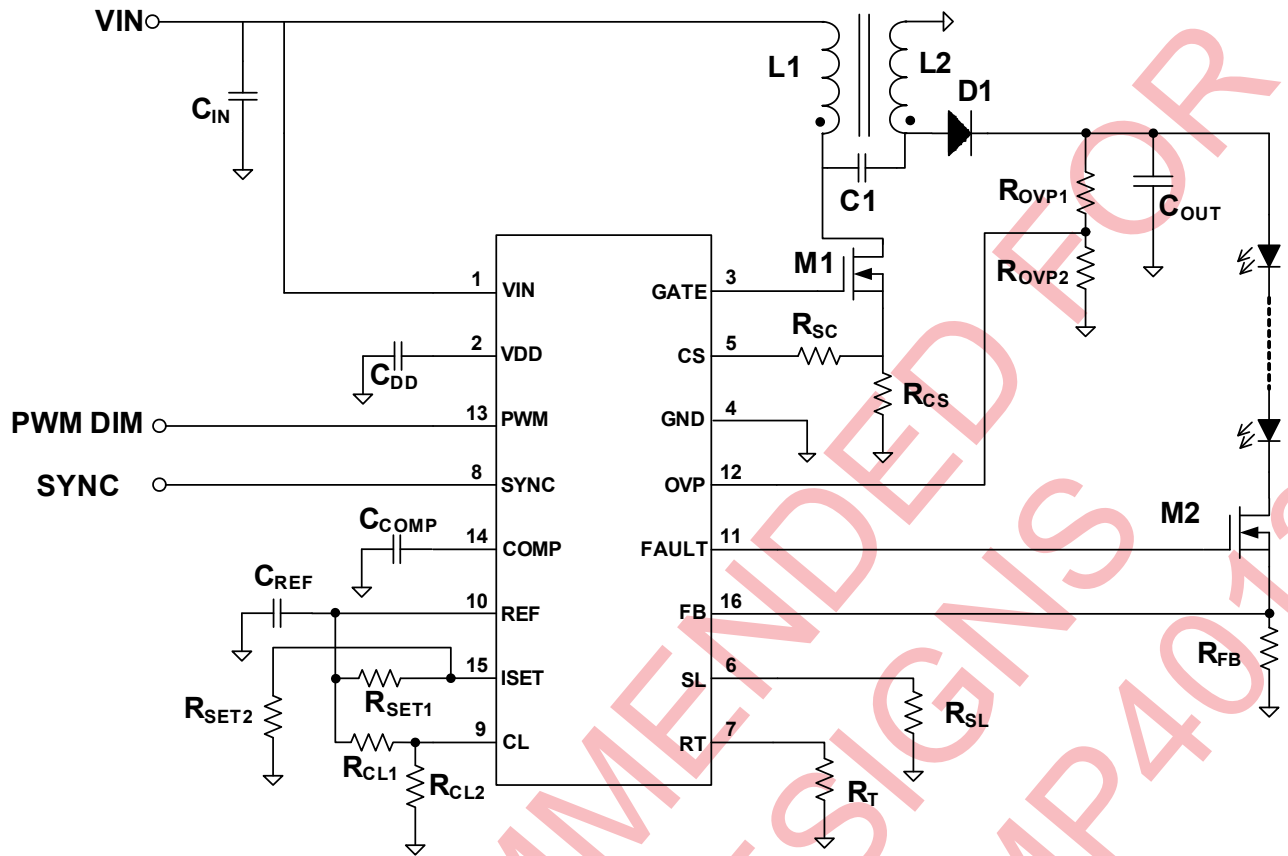 VIN
L1
L2
D1
CIN
C1
ROVP1
COUT
ROVP2
M1
1
VIN
GATE
3
RSC
2
VDD
CS
5
CDD
RCS
PWM DIM
13
PWM
GND
4
SYNC
8
SYNC
OVP
12
CCOMP
14
COMP
FAULT
11
M2
CREF
10
REF
FB
16
RFB
15
ISET
SL
6
RSET1
RSET2
RSL
9
CL
RT
7
RCL1
RCL2
RT
MMENDED FOR
ESIGNS